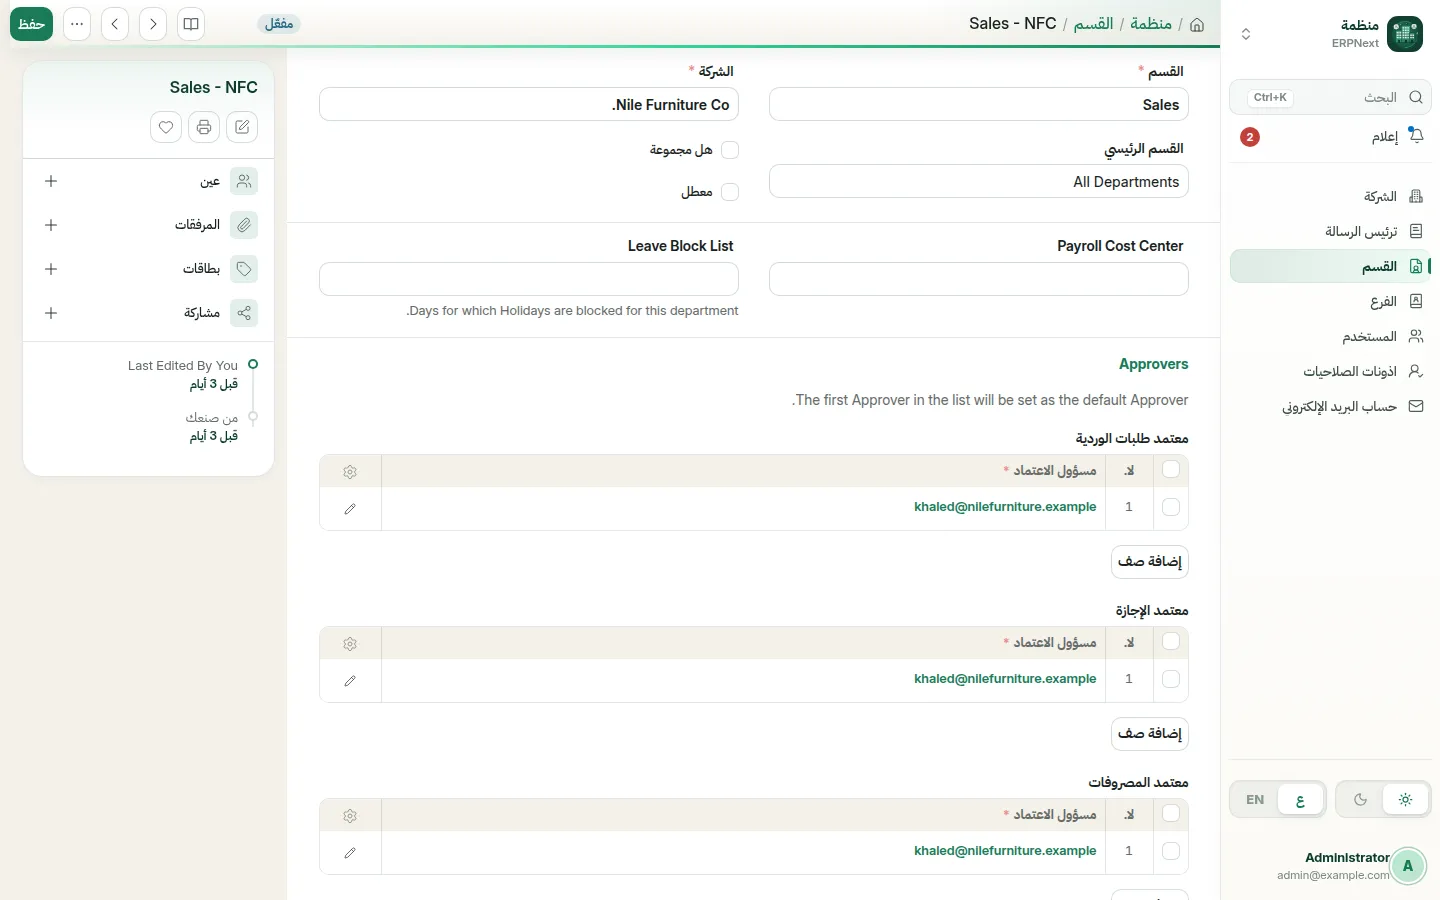 منظمة
ERPNext
البحث
Ctrl+K
إعلام
2
الشركة
ترئيس الرسالة
القسم
الفرع
المستخدم
اذونات الصلاحيات
حساب البريد الإلكتروني
ع
EN
Administrator
admin@example.com
A
منظمة / القسم / Sales - NFC
مفعّل
حفظ
القسم *
Sales
الشركة *
Nile Furniture Co.
القسم الرئيسي
All Departments
هل مجموعة
معطل
Payroll Cost Center
Leave Block List
Days for which Holidays are blocked for this department.
Approvers
The first Approver in the list will be set as the default Approver.
معتمد طلبات الوردية
لا.
مسؤول الاعتماد *
1
khaled@nilefurniture.example
إضافة صف
معتمد الإجازة
لا.
مسؤول الاعتماد *
1
khaled@nilefurniture.example
إضافة صف
معتمد المصروفات
لا.
مسؤول الاعتماد *
1
khaled@nilefurniture.example
Sales - NFC
عين
المرفقات
بطاقات
مشاركة
Last Edited By You
قبل 3 أيام
من صنعك
قبل 3 أيام